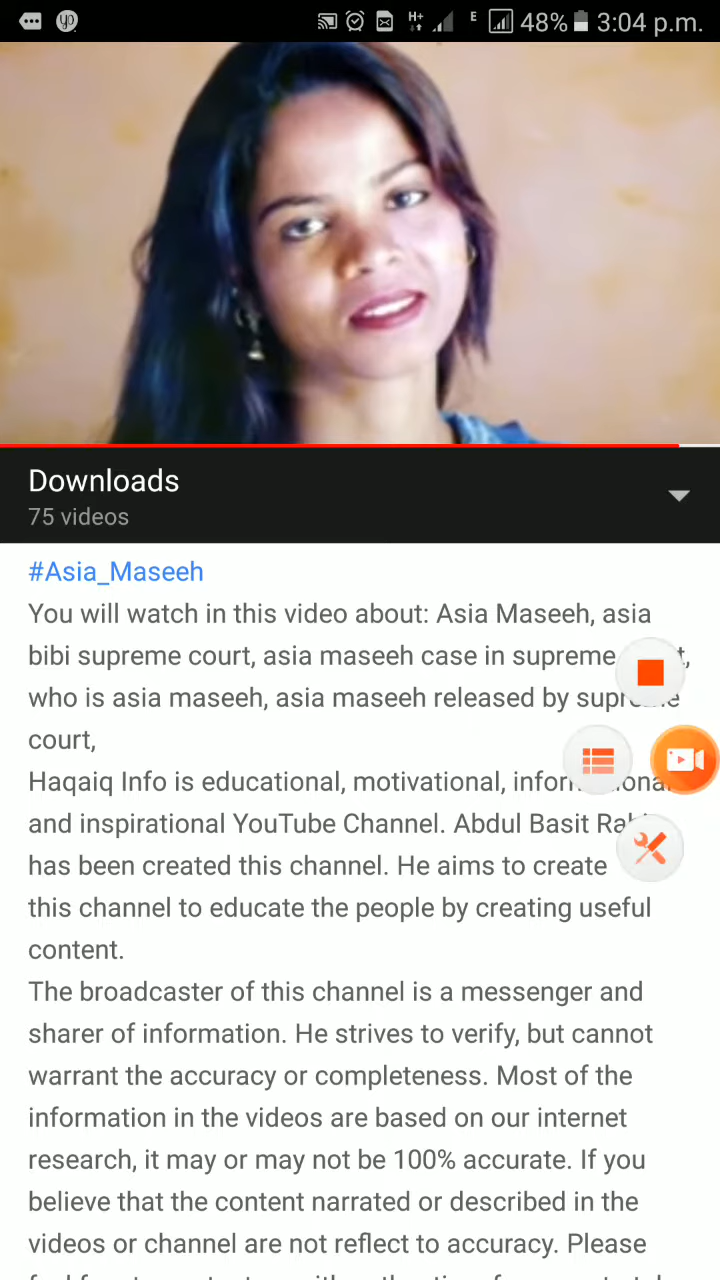 H+ E 48% 3:04 p.m.
Downloads
75 videos
#Asia_Maseeh
You will watch in this video about: Asia Maseeh, asia
bibi supreme court, asia maseeh case in supreme
who is asia maseeh, asia maseeh released by supreme
court,
Haqaiq Info is educational, motivational, informational
and inspirational YouTube Channel. Abdul Basit
has been created this channel. He aims to create
this channel to educate the people by creating useful
content.
The broadcaster of this channel is a messenger and
sharer of information. He strives to verify, but cannot
warrant the accuracy or completeness. Most of the
information in the videos are based on our internet
research, it may or may not be 100% accurate. If you
believe that the content narrated or described in the
videos or channel are not reflect to accuracy. Please